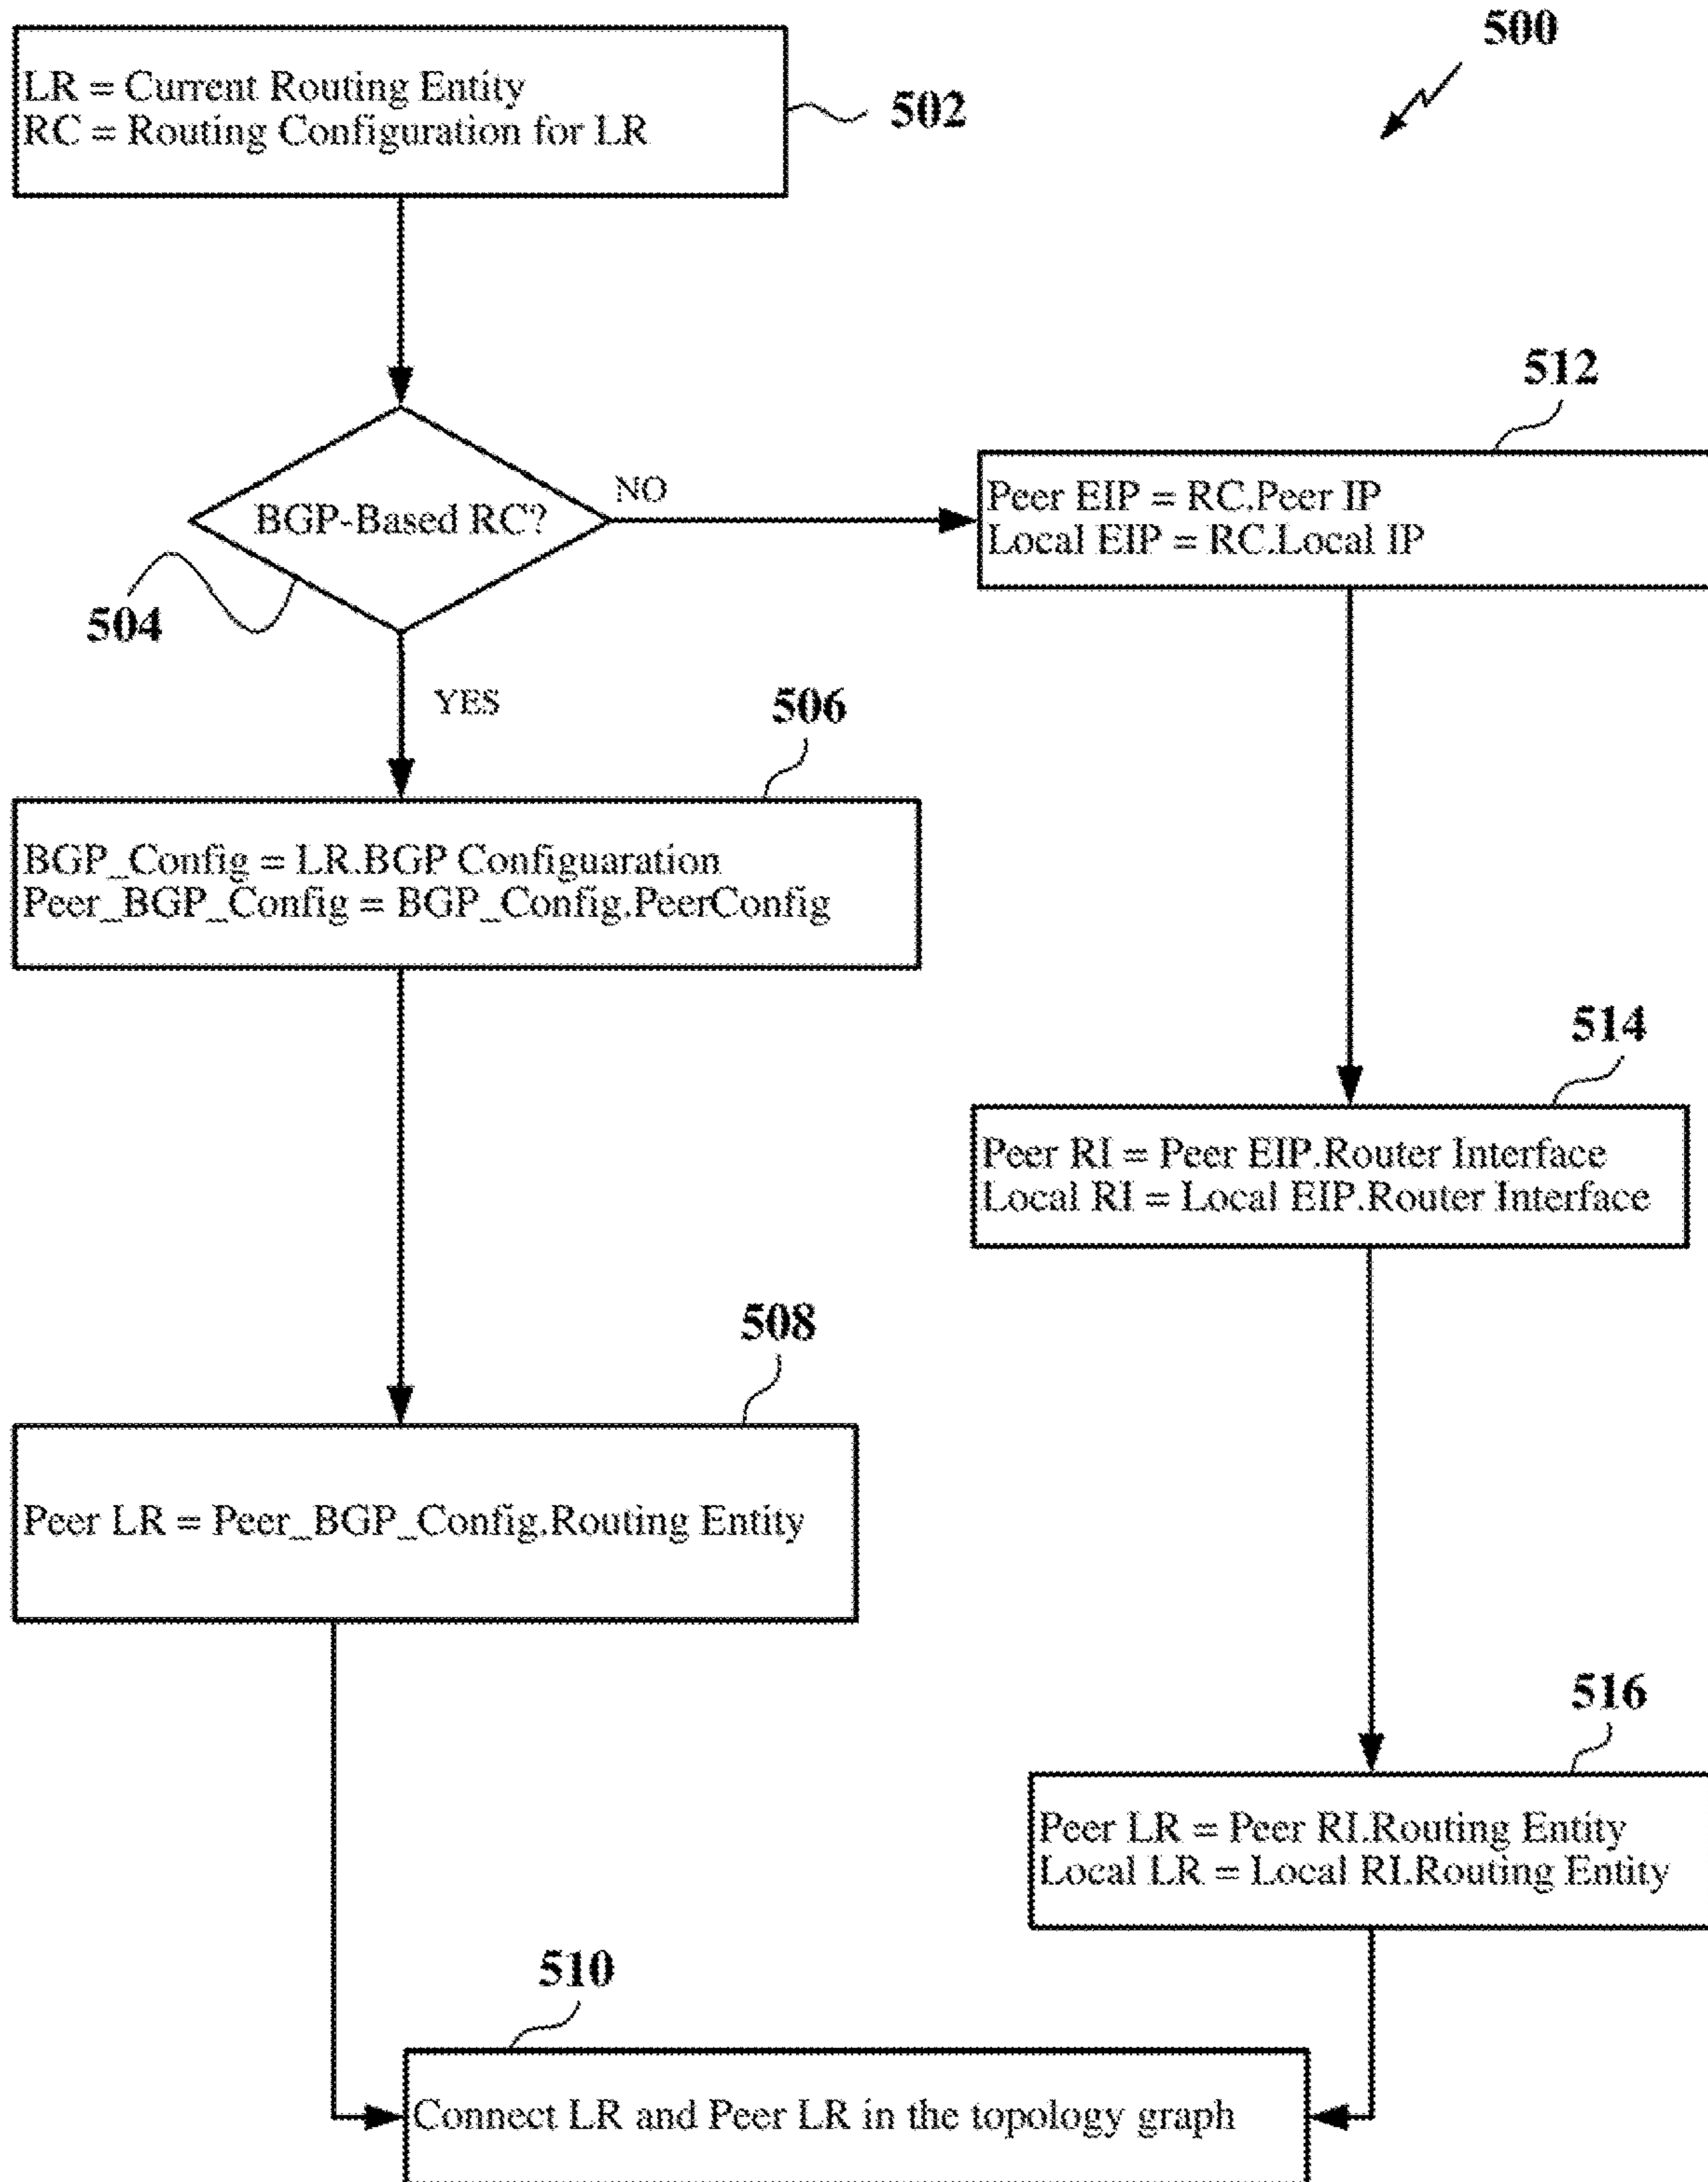 500
LR = Current Routing Entity
RC = Routing Configuration for LR
502
BGP-Based RC?
504
NO
YES
512
Peer EIP = RC.Peer IP
Local EIP = RC.Local IP
506
BGP_Config = LR.BGP Configuaration
Peer_BGP_Config = BGP_Config.PeerConfig
514
Peer RI = Peer EIP.Router Interface
Local RI = Local EIP.Router Interface
508
Peer LR = Peer_BGP_Config.Routing Entity
516
Peer LR = Peer RI.Routing Entity
Local LR = Local RI.Routing Entity
510
Connect LR and Peer LR in the topology graph